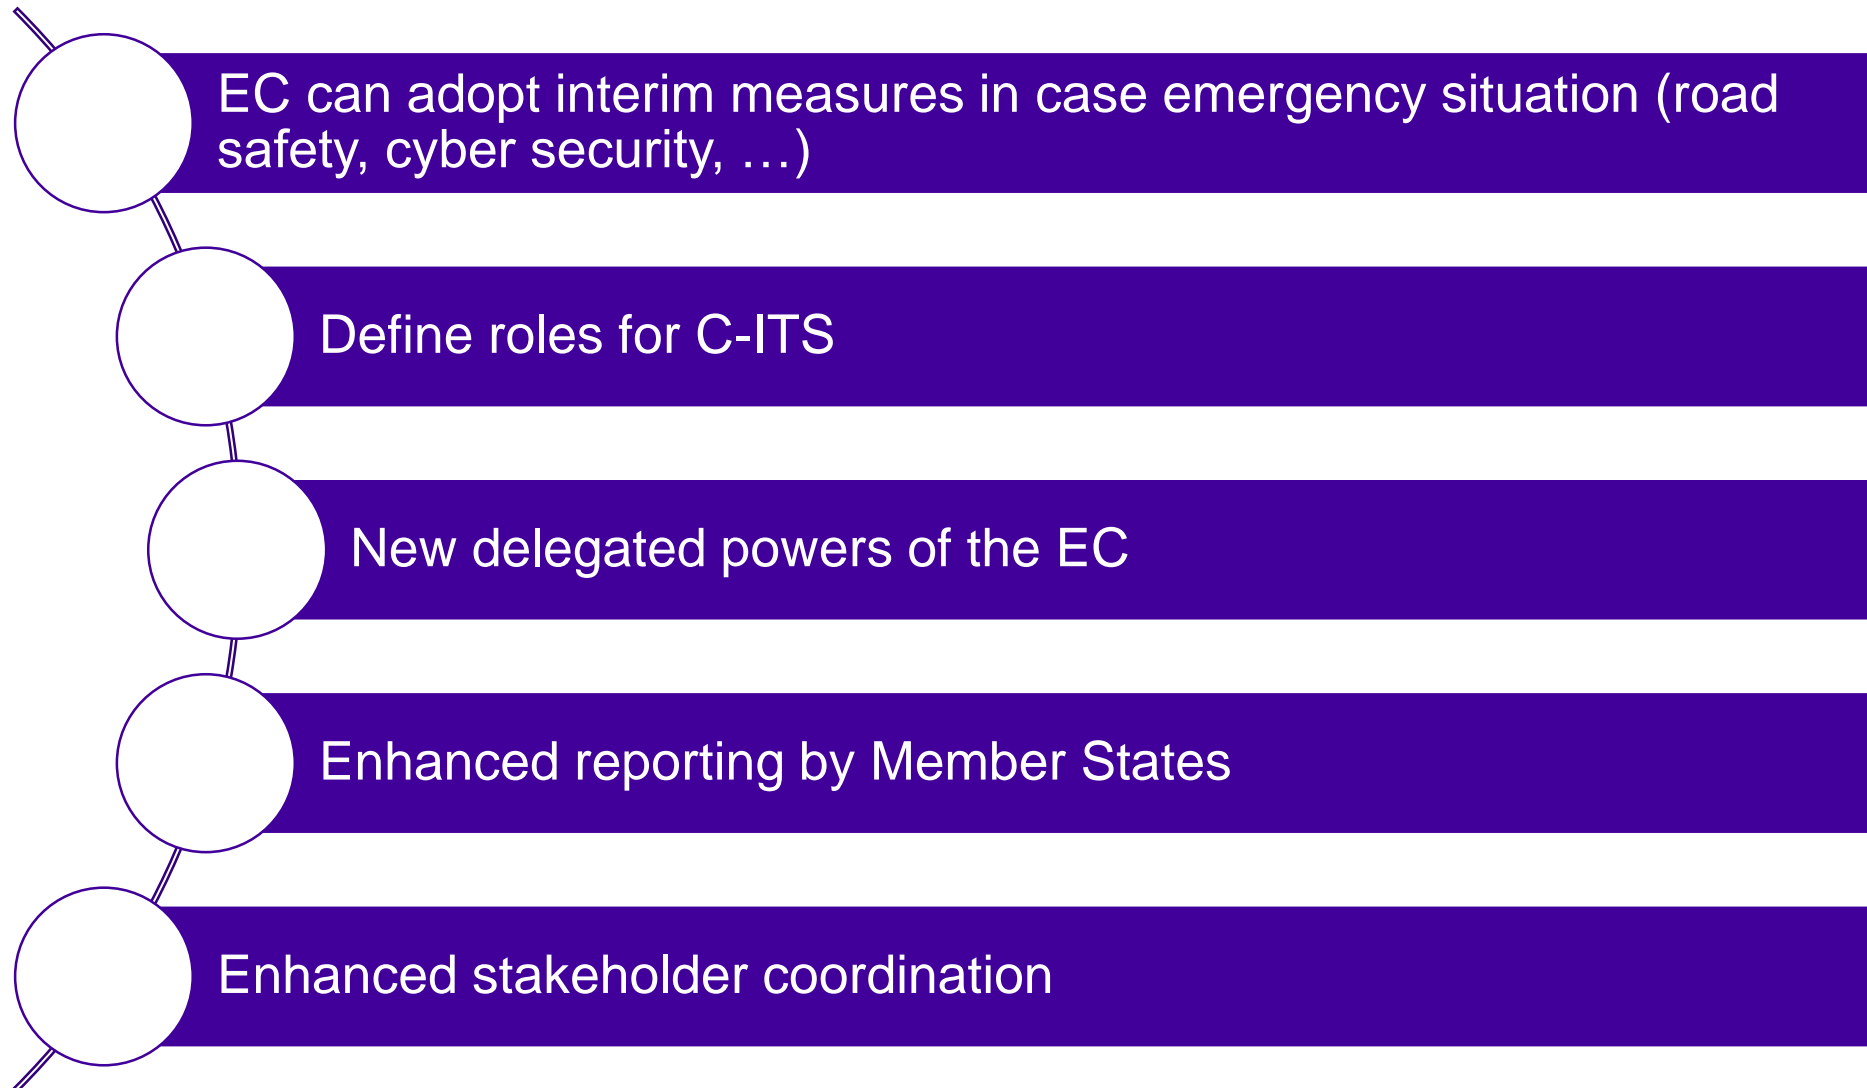 EC can adopt interim measures in case emergency situation (road
safety, cyber security, …)
Define roles for C-ITS
New delegated powers of the EC
Enhanced reporting by Member States
Enhanced stakeholder coordination